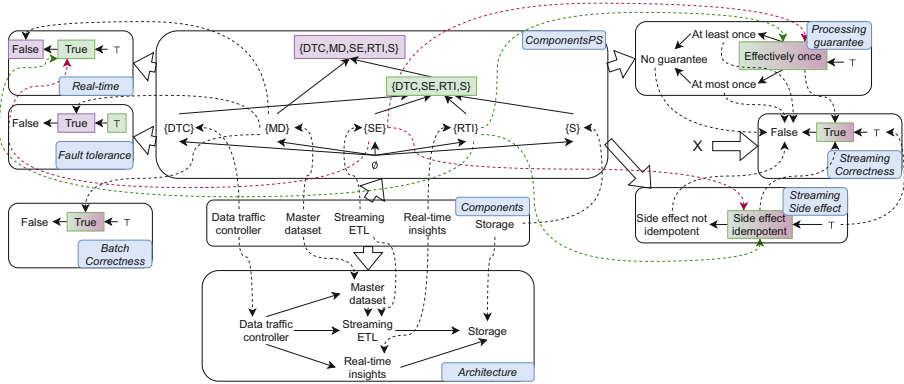 False
True
⊤
Real-time
False
True
⊤
Fault tolerance
False
True
⊤
Batch
Correctness
{DTC,MD,SE,RTI,S}
ComponentsPS
{DTC,SE,RTI,S}
{DTC}
{MD}
{SE}
{RTI}
{S}
∅
Components
Data traffic
controller
Master
dataset
Streaming
ETL
Real-time
insights
Storage
Master
dataset
Data traffic
controller
Streaming
ETL
Storage
Real-time
insights
Architecture
At least once
Processing
guarantee
No guarantee
Effectively once
⊤
At most once
X
False
True
⊤
Streaming
Correctness
Streaming
Side effect
Side effect not
idempotent
Side effect
idempotent
⊤